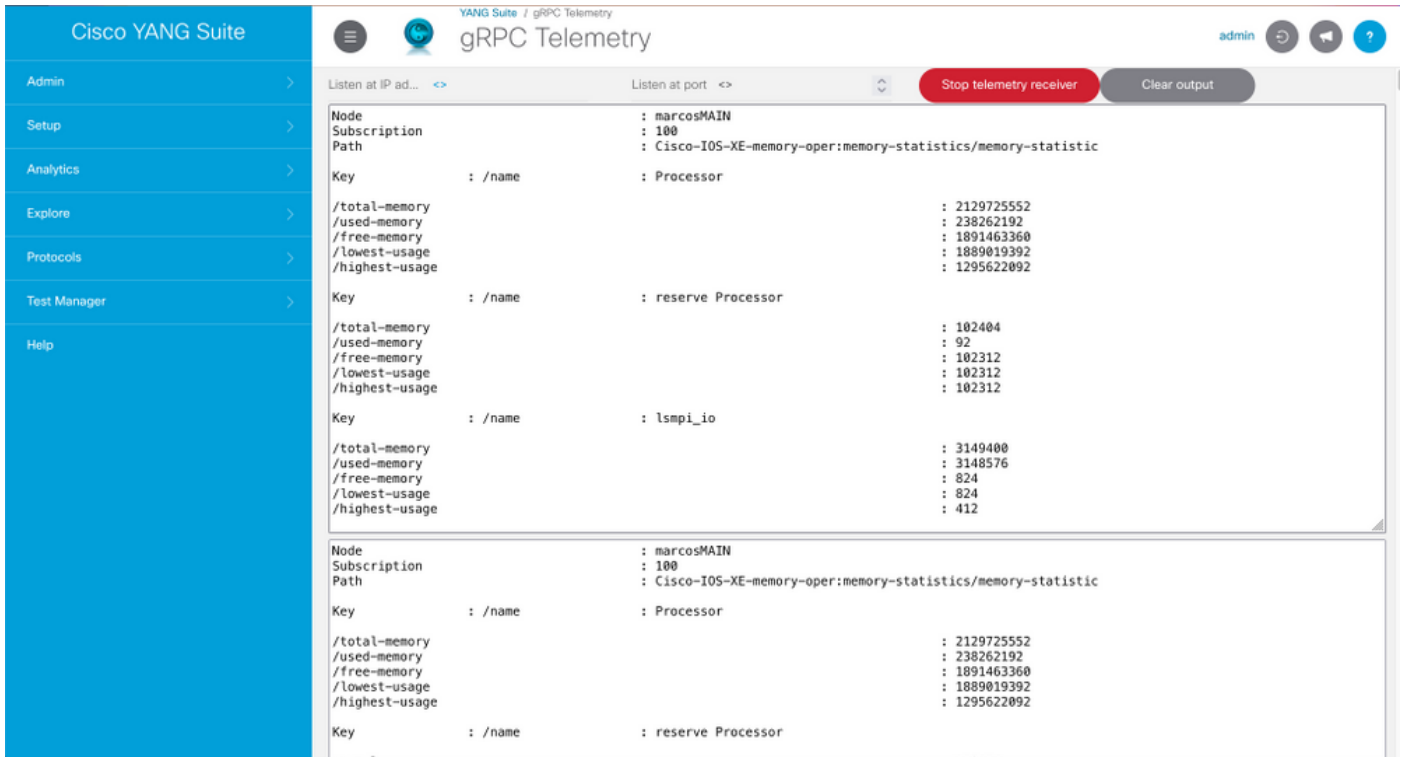 Cisco YANG Suite
YANG Suite / gRPC Telemetry
gRPC Telemetry
admin
?
Admin
Setup
Analytics
Explore
Protocols
Test Manager
Help
Listen at IP ad... <>
Listen at port <>
Stop telemetry receiver
Clear output
Node : marcosMAIN
Subscription : 100
Path : Cisco-IOS-XE-memory-oper:memory-statistics/memory-statistic
Key : /name : Processor
/total-memory : 2129725552
/used-memory : 238262192
/free-memory : 1891463360
/lowest-usage : 1889019392
/highest-usage : 1295622092
Key : /name : reserve Processor
/total-memory : 102404
/used-memory : 92
/free-memory : 102312
/lowest-usage : 102312
/highest-usage : 102312
Key : /name : lsmpi_io
/total-memory : 3149400
/used-memory : 3148576
/free-memory : 824
/lowest-usage : 824
/highest-usage : 412
Node : marcosMAIN
Subscription : 100
Path : Cisco-IOS-XE-memory-oper:memory-statistics/memory-statistic
Key : /name : Processor
/total-memory : 2129725552
/used-memory : 238262192
/free-memory : 1891463360
/lowest-usage : 1889019392
/highest-usage : 1295622092
Key : /name : reserve Processor